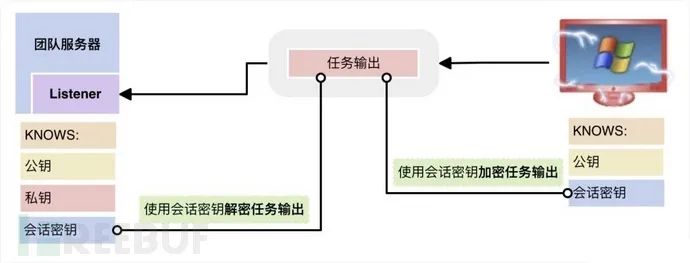 团队服务器
Listener
任务输出
KNOWS:
公钥
私钥
会话密钥
使用会话密钥解密任务输出
使用会话密钥加密任务输出
KNOWS:
公钥
会话密钥
REEBUF